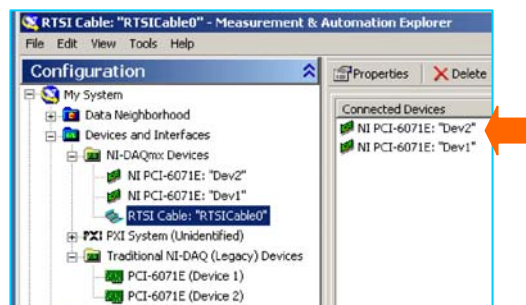 RTSI Cable: "RTSICable0" - Measurement & Automation Explorer
File Edit View Tools Help
Configuration
Properties Delete
My System
Data Neighborhood
Devices and Interfaces
NI-DAQmx Devices
NI PCI-6071E: "Dev2"
NI PCI-6071E: "Dev1"
RTSI Cable: "RTSICable0"
PXI PXI System (Unidentified)
Traditional NI-DAQ (Legacy) Devices
PCI-6071E (Device 1)
PCI-6071E (Device 2)
Connected Devices
NI PCI-6071E: "Dev2"
NI PCI-6071E: "Dev1"